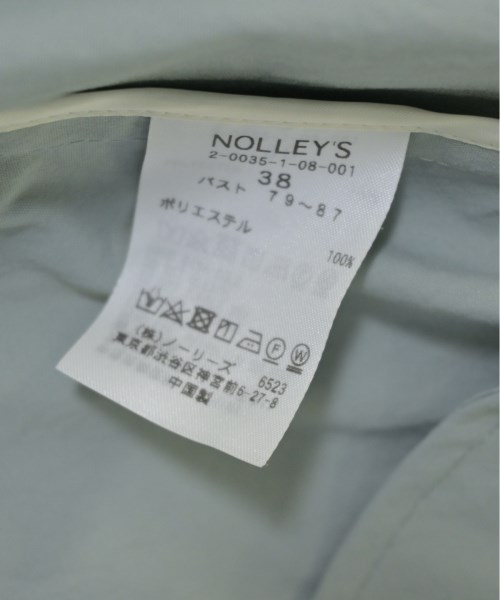 NOLLEY'S
2-0035-1-08-001
38
バスト 79～87
ポリエステル 100%
F W
(株)ノーリーズ 6523
東京都渋谷区神宮前6-27-8
中国製